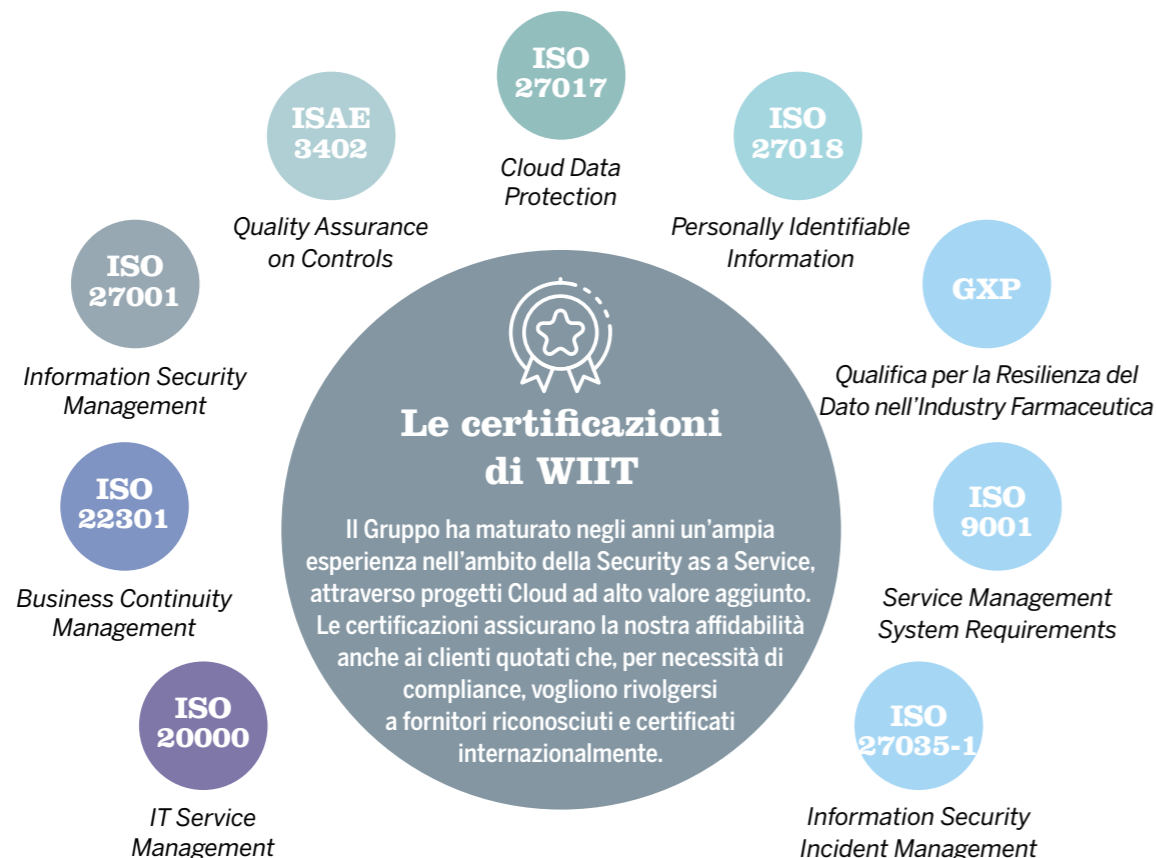 ISO
27017
Cloud Data
Protection
ISAE
3402
Quality Assurance
on Controls
ISO
27018
Personally Identifiable
Information
ISO
27001
Information Security
Management
GXP
Qualifica per la Resilienza del
Dato nell'Industry Farmaceutica
Le certificazioni
di WIIT
Il Gruppo ha maturato negli anni un'ampia
esperienza nell'ambito della Security as a Service,
attraverso progetti Cloud ad alto valore aggiunto.
Le certificazioni assicurano la nostra affidabilità
anche ai clienti quotati che, per necessità di
compliance, vogliono rivolgersi
a fornitori riconosciuti e certificati
internazionalmente.
ISO
22301
Business Continuity
Management
ISO
9001
Service Management
System Requirements
ISO
20000
IT Service
Management
ISO
27035-1
Information Security
Incident Management